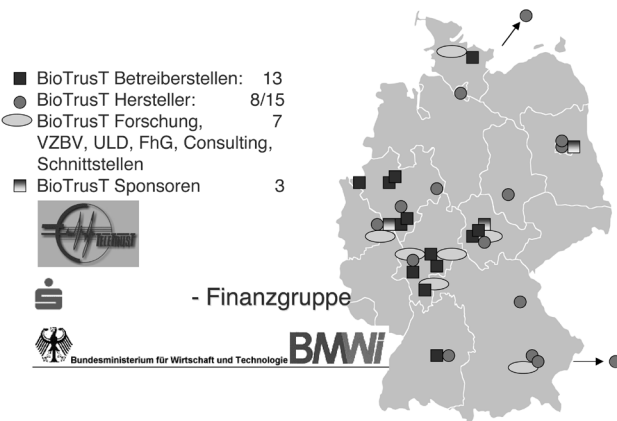 BioTrusT Betreiberstellen: 13
BioTrusT Hersteller: 8/15
BioTrusT Forschung, 7
VZBV, ULD, FhG, Consulting,
Schnittstellen
BioTrusT Sponsoren 3
TELETRUST
- Finanzgruppe
Bundesministerium für Wirtschaft und Technologie BMWi